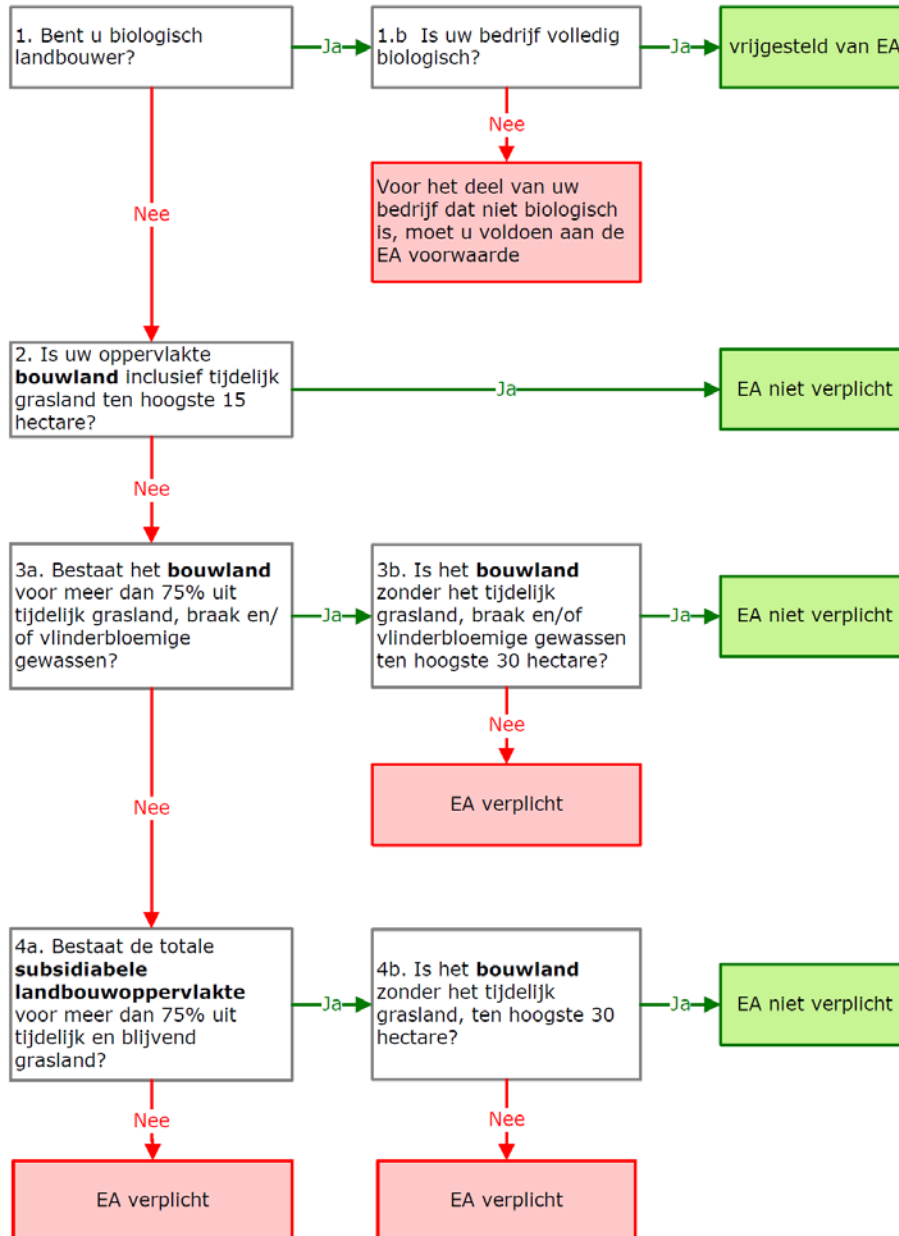 1. Bent u biologisch
landbouwer?
Ja
1.b Is uw bedrijf volledig
biologisch?
Ja
vrijgesteld van EA
Nee
Voor het deel van uw
bedrijf dat niet biologisch
is, moet u voldoen aan de
EA voorwaarde
Nee
2. Is uw oppervlakte
bouwland inclusief tijdelijk
grasland ten hoogste 15
hectare?
Ja
EA niet verplicht
Nee
3a. Bestaat het bouwland
voor meer dan 75% uit
tijdelijk grasland, braak en/
of vlinderbloemige
gewassen?
Ja
3b. Is het bouwland
zonder het tijdelijk
grasland, braak en/of
vlinderbloemige gewassen
ten hoogste 30 hectare?
Ja
EA niet verplicht
Nee
EA verplicht
Nee
4a. Bestaat de totale
subsidiabele
landbouwoppervlakte
voor meer dan 75% uit
tijdelijk en blijvend
grasland?
Ja
4b. Is het bouwland
zonder het tijdelijk
grasland, ten hoogste 30
hectare?
Ja
EA niet verplicht
Nee
Nee
EA verplicht
EA verplicht